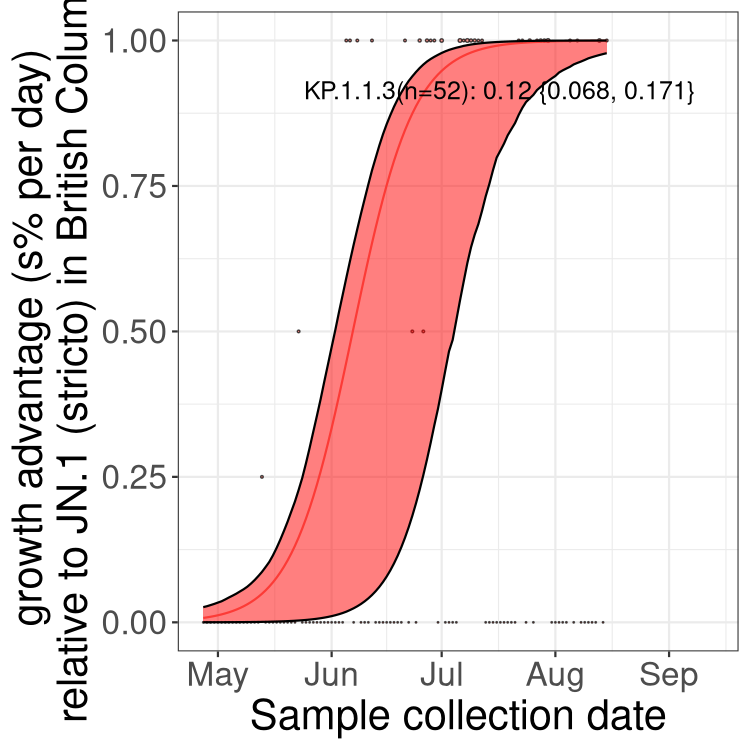 growth advantage (s% per day)
relative to JN.1 (stricto) in British Colum
1.00
0.75
0.50
0.25
0.00
KP.1.1.3(n=52): 0.12 {0.068, 0.171}
May Jun Jul Aug Sep
Sample collection date